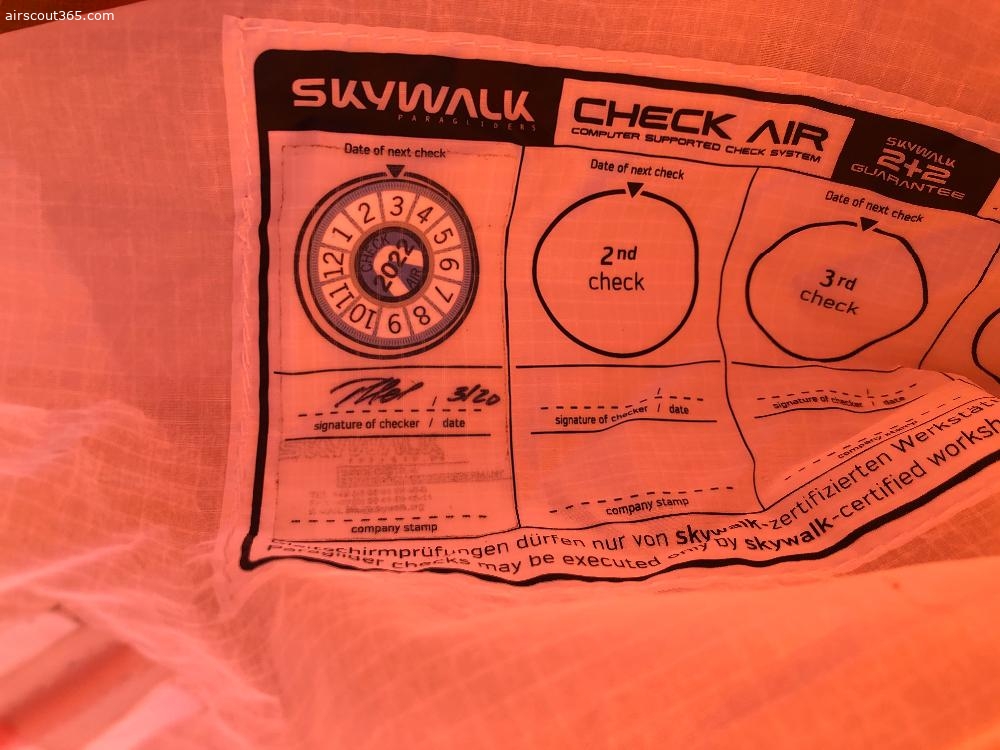 airscout365.com
SKYWALK
PARAGLIDERS
CHECK AIR
COMPUTER SUPPORTED CHECK SYSTEM
SKYWALK
2+2
GUARANTEE
Date of next check
1 2 3 4 5 6 7 8 9 10 11 12
CHECK
2022
AIR
/ 3/20
signature of checker / date
company stamp
Date of next check
2nd
check
/
signature of checker / date
company stamp
Date of next check
3rd
check
/
signature of checker / date
company stamp
dürfen nur von skywalk-zertifizierten
Paraglider checks may be executed only by skywalk-certified